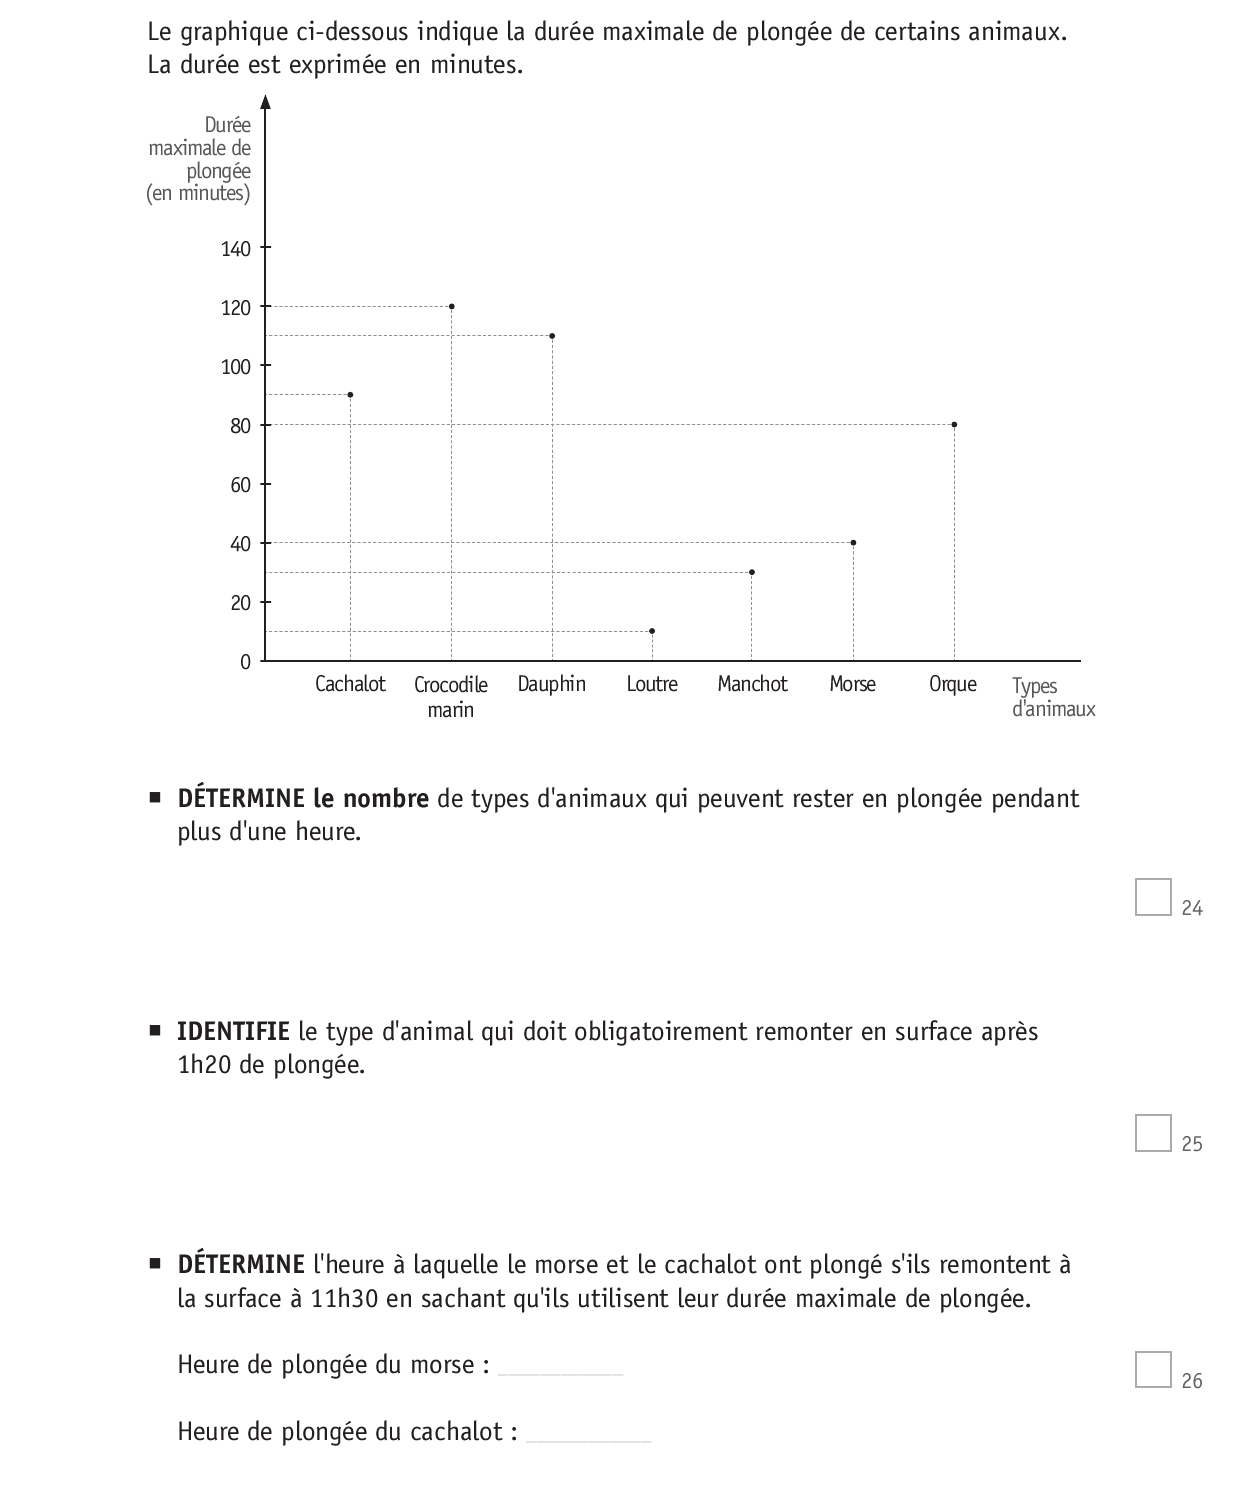 Le graphique ci-dessous indique la durée maximale de plongée de certains animaux.
La durée est exprimée en minutes.
Durée
maximale de
plongée
(en minutes)
140
120
100
80
60
40
20
0
Cachalot
Crocodile
marin
Dauphin
Loutre
Manchot
Morse
Orque
Types
d'animaux
▪ DÉTERMINE le nombre de types d'animaux qui peuvent rester en plongée pendant
plus d'une heure.
24
▪ IDENTIFIE le type d'animal qui doit obligatoirement remonter en surface après
1h20 de plongée.
25
▪ DÉTERMINE l'heure à laquelle le morse et le cachalot ont plongé s'ils remontent à
la surface à 11h30 en sachant qu'ils utilisent leur durée maximale de plongée.
Heure de plongée du morse : __________
26
Heure de plongée du cachalot : __________